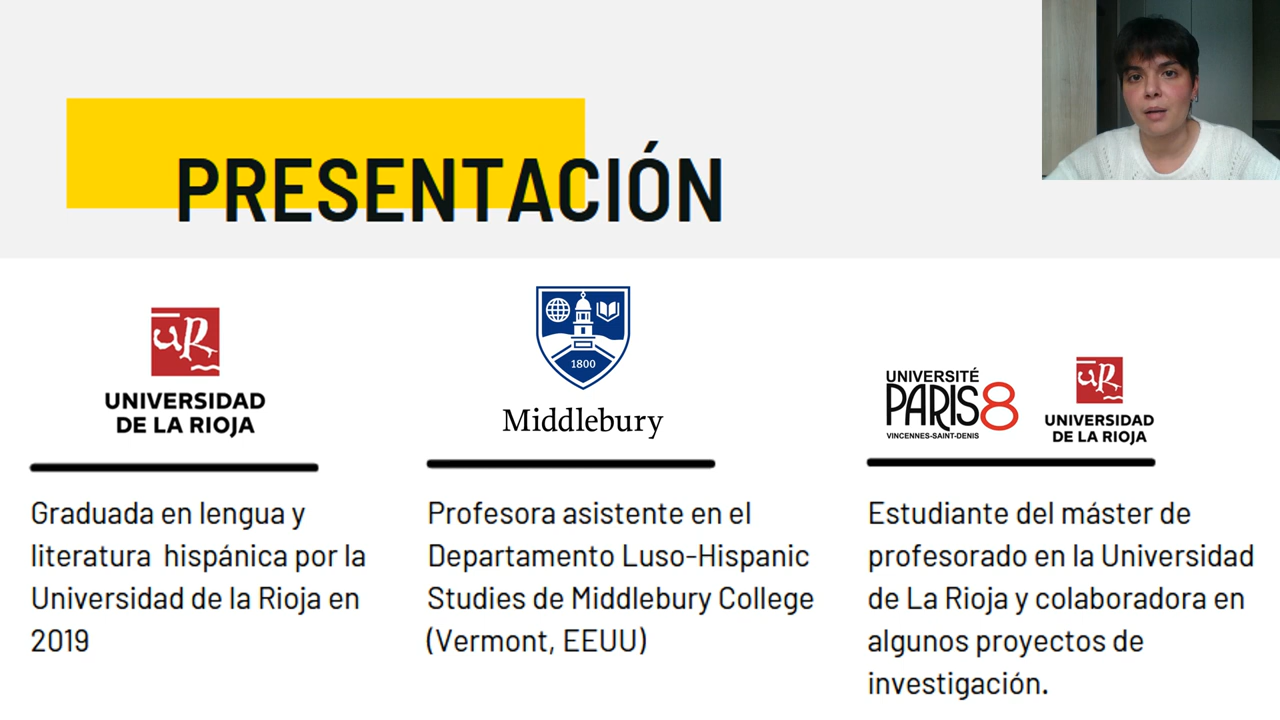 PRESENTACIÓN
UR
UNIVERSIDAD
DE LA RIOJA
Graduada en lengua y
literatura hispánica por la
Universidad de la Rioja en
2019
1800
Middlebury
Profesora asistente en el
Departamento Luso-Hispanic
Studies de Middlebury College
(Vermont, EEUU)
UNIVERSITÉ
PARIS8
VINCENNES-SAINT-DENIS
UR
UNIVERSIDAD
DE LA RIOJA
Estudiante del máster de
profesorado en la Universidad
de La Rioja y colaboradora en
algunos proyectos de
investigación.